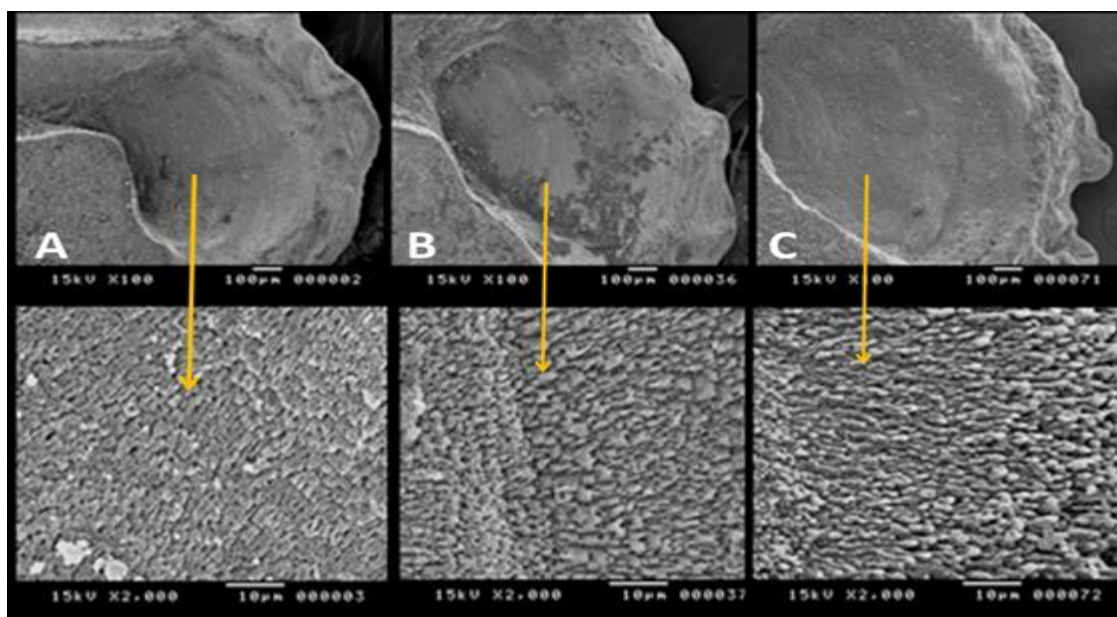 A
15kV X100 100µm 000002
B
15kV X100 100µm 000036
C
15kV X100 100µm 000071
15kV X2,000 10µm 000003
15kV X2,000 10µm 000037
15kV X2,000 10µm 000072